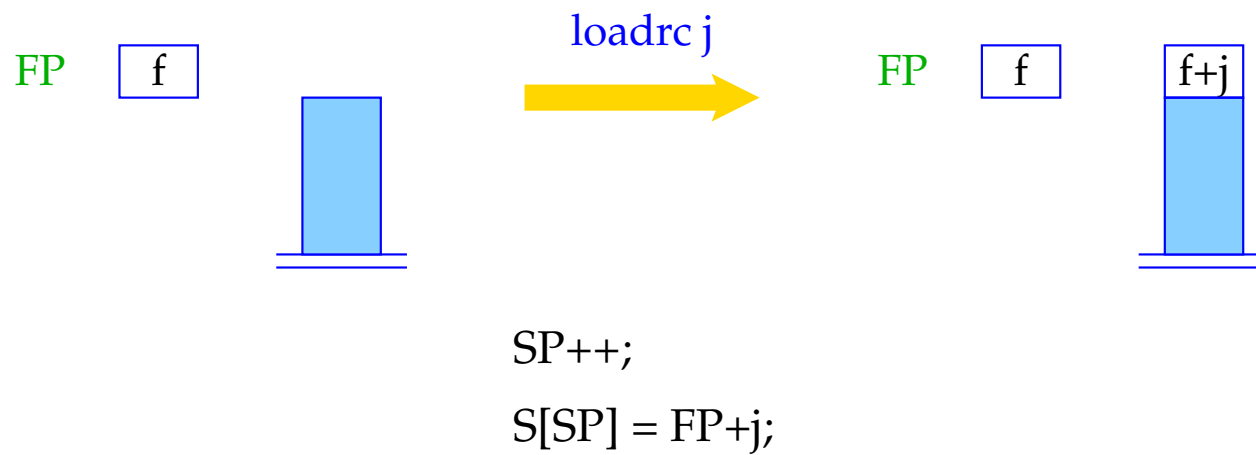 loadrc j
FP f FP f f+j
SP++;
S[SP] = FP+j;